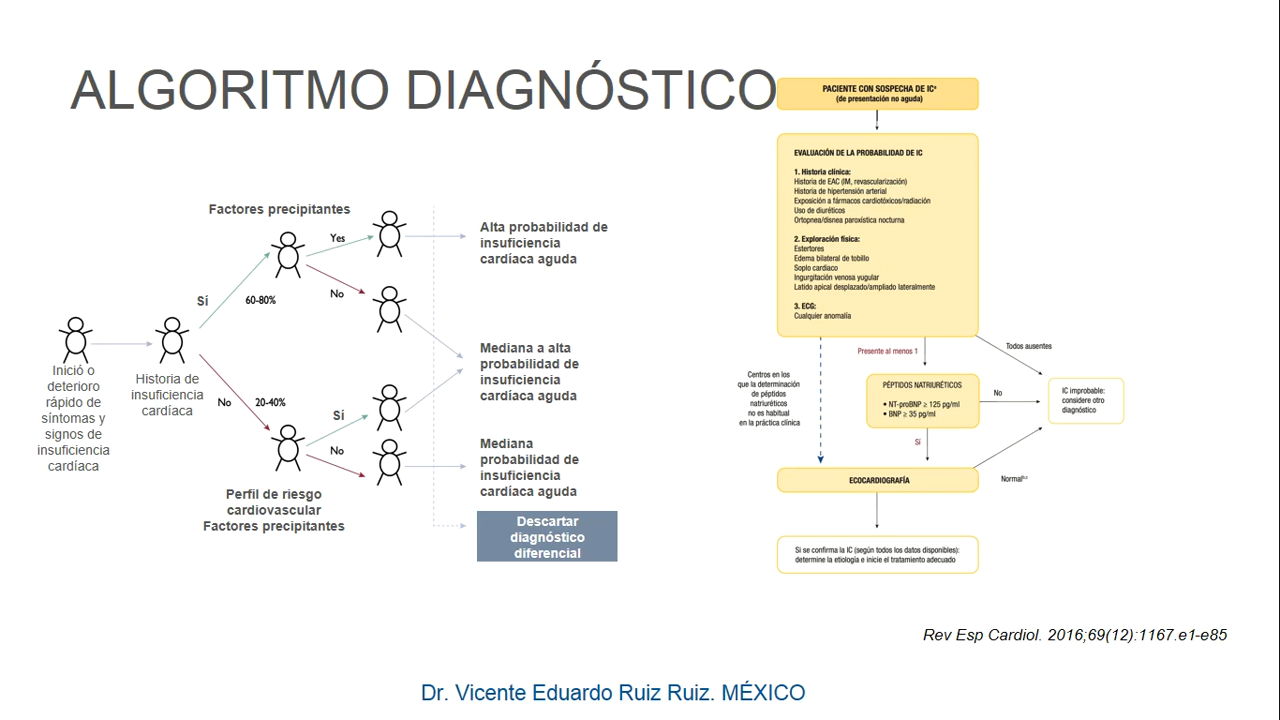 ALGORITMO DIAGNÓSTICO
Factores precipitantes
Yes
No
Sí
60-80%
Alta probabilidad de
insuficiencia
cardíaca aguda
Inició o
deterioro
rápido de
síntomas y
signos de
insuficiencia
cardíaca
Historia de
insuficiencia
cardíaca
No
20-40%
Sí
No
Mediana a alta
probabilidad de
insuficiencia
cardíaca aguda
Mediana
probabilidad de
insuficiencia
cardíaca aguda
Perfil de riesgo
cardiovascular
Factores precipitantes
Descartar
diagnóstico
diferencial
PACIENTE CON SOSPECHA DE ICª
(de presentación no aguda)
EVALUACIÓN DE LA PROBABILIDAD DE IC
1. Historia clínica:
Historia de EAC (IM, revascularización)
Historia de hipertensión arterial
Exposición a fármacos cardiotóxicos/radiación
Uso de diuréticos
Ortopnea/disnea paroxística nocturna
2. Exploración física:
Estertores
Edema bilateral de tobillo
Soplo cardiaco
Ingurgitación venosa yugular
Latido apical desplazado/ampliado lateralmente
3. ECG:
Cualquier anomalía
Presente al menos 1
Todos ausentes
Centros en los
que la determinación
de péptidos
natriuréticos
no es habitual
en la práctica clínica
PÉPTIDOS NATRIURÉTICOS
• NT-proBNP ≥ 125 pg/ml
• BNP ≥ 35 pg/ml
No
IC improbable:
considere otro
diagnóstico
Sí
ECOCARDIOGRAFÍA
Normal
Si se confirma la IC (según todos los datos disponibles):
determine la etiología e inicie el tratamiento adecuado
Rev Esp Cardiol. 2016;69(12):1167.e1-e85
Dr. Vicente Eduardo Ruiz Ruiz. MÉXICO